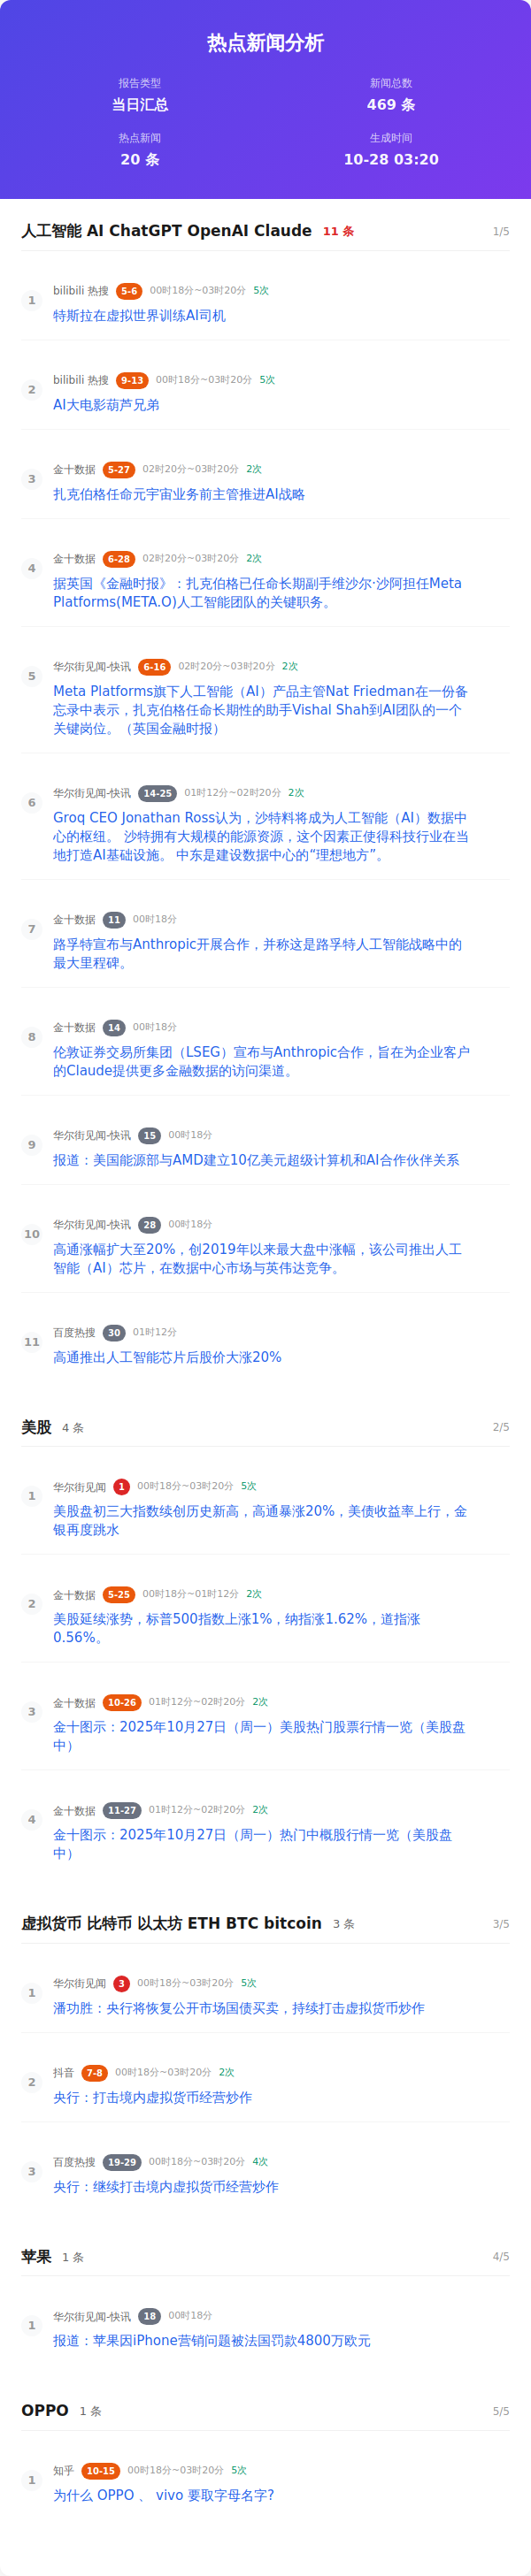 热点新闻分析
报告类型
新闻总数
当日汇总
469 条
热点新闻
生成时间
20 条
10-28 03:20
人工智能 AI ChatGPT OpenAI Claude 11 条 1/5
1
bilibili 热搜 5-6 00时18分~03时20分 5次
特斯拉在虚拟世界训练AI司机
2
bilibili 热搜 9-13 00时18分~03时20分 5次
AI大电影葫芦兄弟
3
金十数据 5-27 02时20分~03时20分 2次
扎克伯格任命元宇宙业务前主管推进AI战略
4
金十数据 6-28 02时20分~03时20分 2次
据英国《金融时报》：扎克伯格已任命长期副手维沙尔·沙阿担任Meta
Platforms(META.O)人工智能团队的关键职务。
5
华尔街见闻-快讯 6-16 02时20分~03时20分 2次
Meta Platforms旗下人工智能（AI）产品主管Nat Friedman在一份备
忘录中表示，扎克伯格任命长期性的助手Vishal Shah到AI团队的一个
关键岗位。（英国金融时报）
6
华尔街见闻-快讯 14-25 01时12分~02时20分 2次
Groq CEO Jonathan Ross认为，沙特料将成为人工智能（AI）数据中
心的枢纽。 沙特拥有大规模的能源资源，这个因素正使得科技行业在当
地打造AI基础设施。 中东是建设数据中心的“理想地方”。
7
金十数据 11 00时18分
路孚特宣布与Anthropic开展合作，并称这是路孚特人工智能战略中的
最大里程碑。
8
金十数据 14 00时18分
伦敦证券交易所集团（LSEG）宣布与Anthropic合作，旨在为企业客户
的Claude提供更多金融数据的访问渠道。
9
华尔街见闻-快讯 15 00时18分
报道：美国能源部与AMD建立10亿美元超级计算机和AI合作伙伴关系
10
华尔街见闻-快讯 28 00时18分
高通涨幅扩大至20%，创2019年以来最大盘中涨幅，该公司推出人工
智能（AI）芯片，在数据中心市场与英伟达竞争。
11
百度热搜 30 01时12分
高通推出人工智能芯片后股价大涨20%
美股 4 条 2/5
1
华尔街见闻 1 00时18分~03时20分 5次
美股盘初三大指数续创历史新高，高通暴涨20%，美债收益率上行，金
银再度跳水
2
金十数据 5-25 00时18分~01时12分 2次
美股延续涨势，标普500指数上涨1%，纳指涨1.62%，道指涨
0.56%。
3
金十数据 10-26 01时12分~02时20分 2次
金十图示：2025年10月27日（周一）美股热门股票行情一览（美股盘
中）
4
金十数据 11-27 01时12分~02时20分 2次
金十图示：2025年10月27日（周一）热门中概股行情一览（美股盘
中）
虚拟货币 比特币 以太坊 ETH BTC bitcoin 3 条 3/5
1
华尔街见闻 3 00时18分~03时20分 5次
潘功胜：央行将恢复公开市场国债买卖，持续打击虚拟货币炒作
2
抖音 7-8 00时18分~03时20分 2次
央行：打击境内虚拟货币经营炒作
3
百度热搜 19-29 00时18分~03时20分 4次
央行：继续打击境内虚拟货币经营炒作
苹果 1 条 4/5
1
华尔街见闻-快讯 18 00时18分
报道：苹果因iPhone营销问题被法国罚款4800万欧元
OPPO 1 条 5/5
1
知乎 10-15 00时18分~03时20分 5次
为什么 OPPO 、 vivo 要取字母名字?